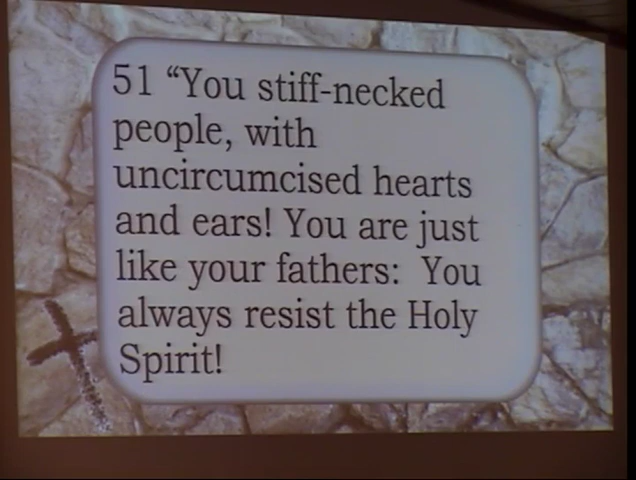 51 “You stiff-necked
people, with
uncircumcised hearts
and ears! You are just
like your fathers:  You
always resist the Holy
Spirit!